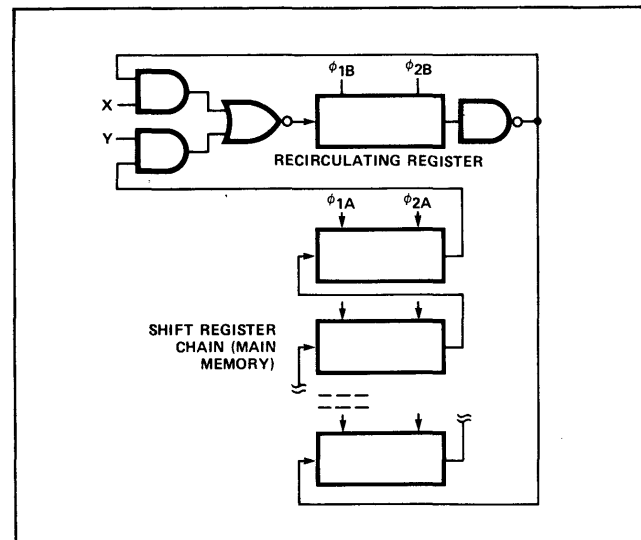 ϕ1B ϕ2B
X
Y
RECIRCULATING REGISTER
ϕ1A ϕ2A
SHIFT REGISTER
CHAIN (MAIN
MEMORY)